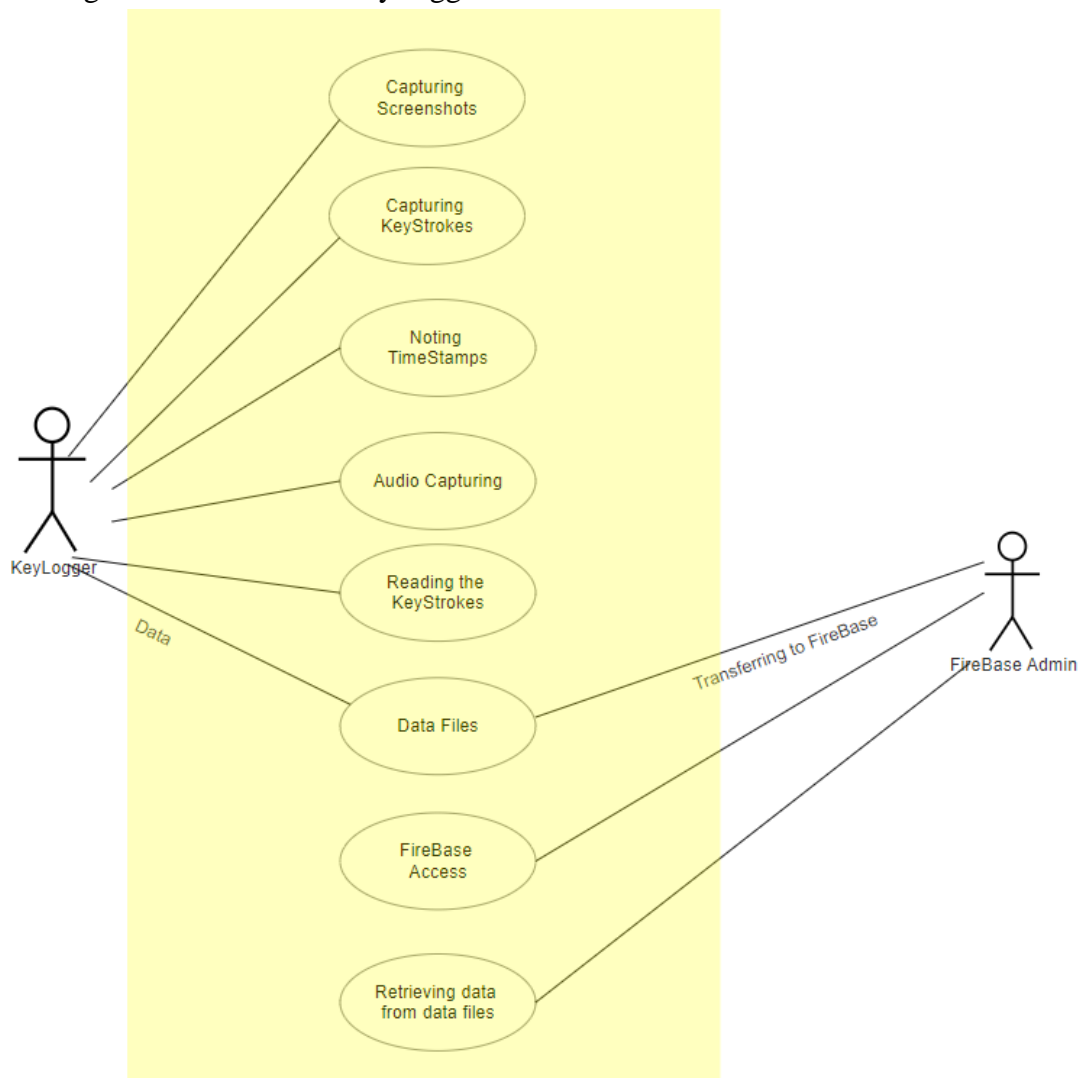 Capturing
Screenshots
Capturing
KeyStrokes
Noting
TimeStamps
Audio Capturing
KeyLogger
Reading the
KeyStrokes
Data
Transferring to FireBase
FireBase Admin
Data Files
FireBase
Access
Retrieving data
from data files